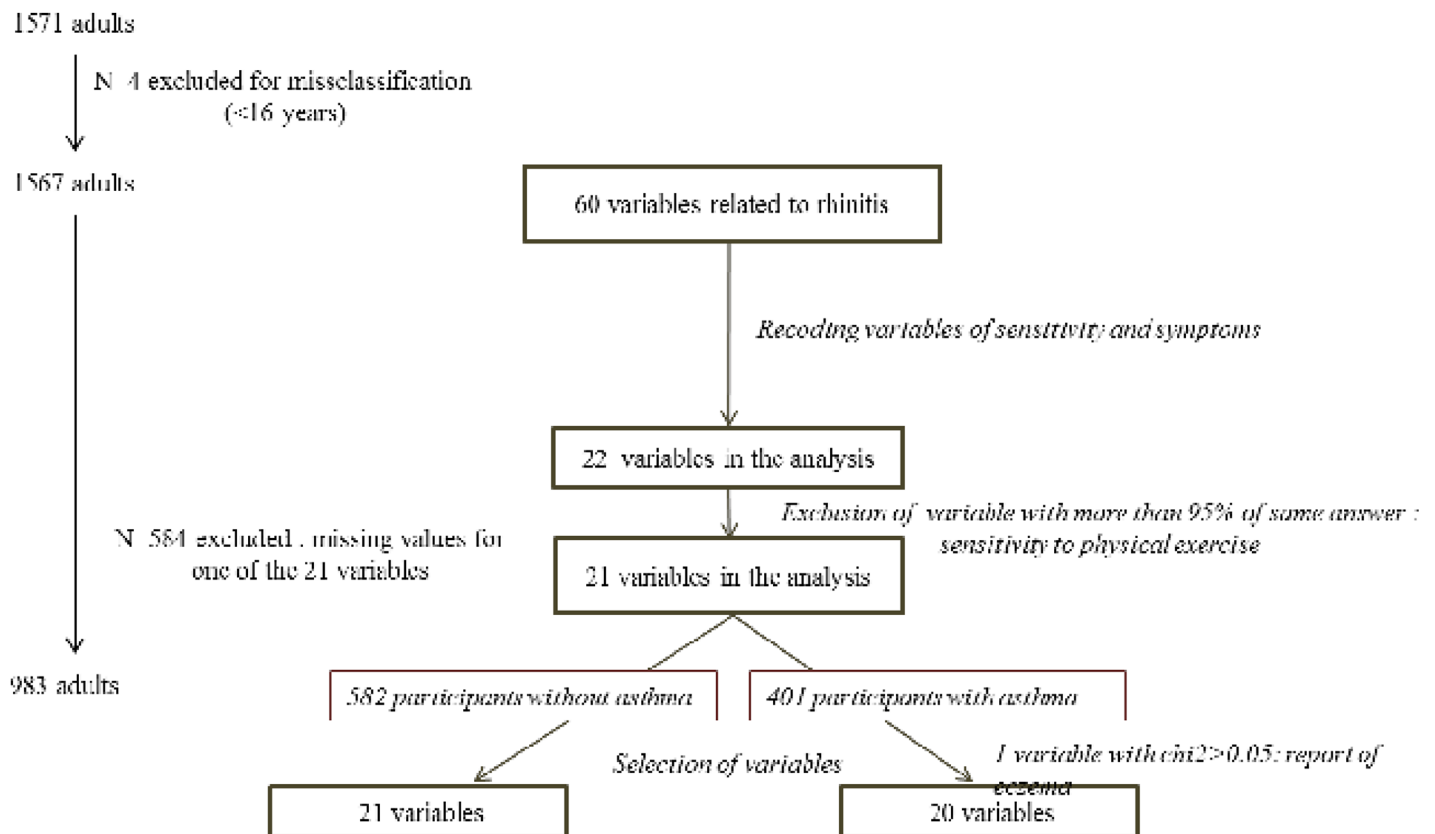 1571 adults
N 4 excluded for missclassification
(<16 years)
1567 adults
60 variables related to rhinitis
Recoding variables of sensitivity and symptoms
22 variables in the analysis
Exclusion of variable with more than 95% of same answer :
sensitivity to physical exercise
N 584 excluded . missing values for
one of the 21 variables
21 variables in the analysis
983 adults
582 participants without asthma
401 participants with asthma
Selection of variables
1 variable with chi2>0.05: report of
eczema
21 variables
20 variables